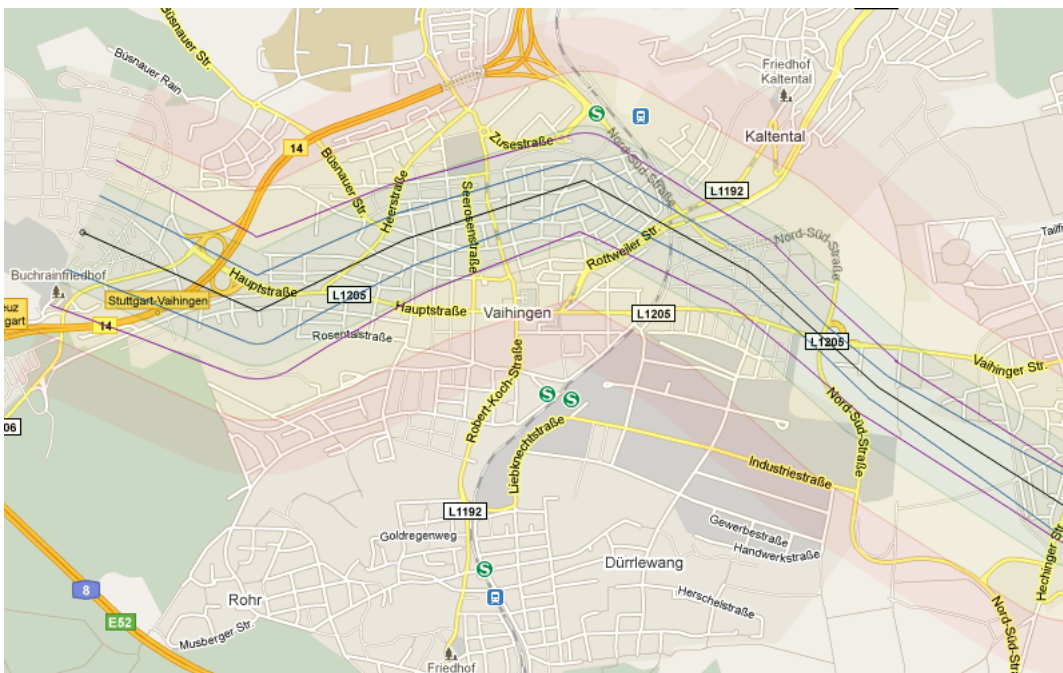 Büsnauer Str.
Büsnauer Rain
Friedhof
Kaltental
Kaltental
14
Büsnauer Str.
Heerstraße
Zusestraße
S
Nord-Süd-Straße
L1192
Seerosenstraße
Rottweiler Str.
Nord-Süd-Straße
Buchrainfriedhof
Hauptstraße
L1205
Stuttgart-Vaihingen
14
Hauptstraße
Vaihingen
L1205
L1205
Rosentalstraße
Vaihinger Str.
Robert-Koch-Straße
S
S
Nord-Süd-Straße
06
Liebknechtstraße
Industriestraße
L1192
Goldregenweg
Gewerbestraße
Handwerkstraße
Hechinger Str.
S
Dürrlewang
8
E52
Rohr
Herschelstraße
Musberger Str.
Nord-Süd-Straße
Friedhof